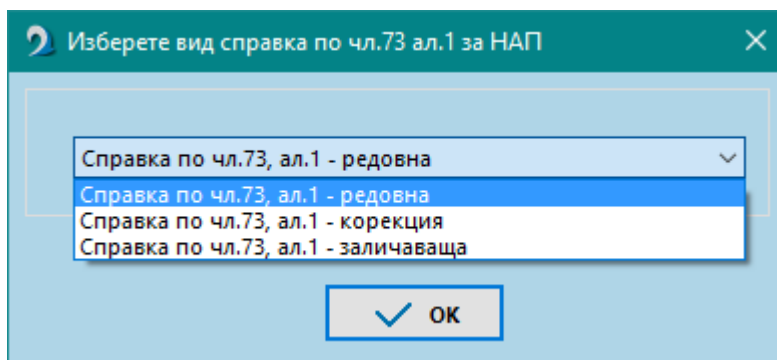 Изберете вид справка по чл.73 ал.1 за НАП
Справка по чл.73, ал.1 - редовна
Справка по чл.73, ал.1 - редовна
Справка по чл.73, ал.1 - корекция
Справка по чл.73, ал.1 - заличаваща
OK